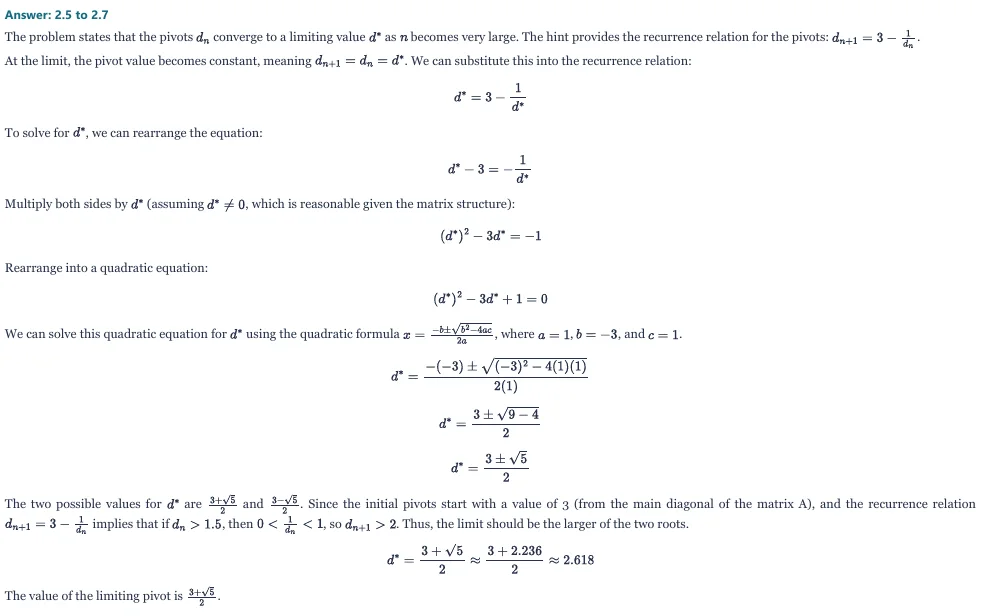 Answer: 2.5 to 2.7
The problem states that the pivots dₙ converge to a limiting value d* as n becomes very large. The hint provides the recurrence relation for the pivots: dₙ₊₁ = 3 − 1/dₙ.
At the limit, the pivot value becomes constant, meaning dₙ₊₁ = dₙ = d*. We can substitute this into the recurrence relation:
d* = 3 − 1/d*
To solve for d*, we can rearrange the equation:
d* − 3 = −1/d*
Multiply both sides by d* (assuming d* ≠ 0, which is reasonable given the matrix structure):
(d*)² − 3d* = −1
Rearrange into a quadratic equation:
(d*)² − 3d* + 1 = 0
We can solve this quadratic equation for d* using the quadratic formula x = (−b±√(b²−4ac))/2a, where a = 1, b = −3, and c = 1.
d* = (−(−3) ± √((−3)² − 4(1)(1)))/2(1)
d* = (3 ± √(9 − 4))/2
d* = (3 ± √5)/2
The two possible values for d* are (3+√5)/2 and (3−√5)/2. Since the initial pivots start with a value of 3 (from the main diagonal of the matrix A), and the recurrence relation
dₙ₊₁ = 3 − 1/dₙ implies that if dₙ > 1.5, then 0 < 1/dₙ < 1, so dₙ₊₁ > 2. Thus, the limit should be the larger of the two roots.
d* = (3 + √5)/2 ≈ (3 + 2.236)/2 ≈ 2.618
The value of the limiting pivot is (3+√5)/2.